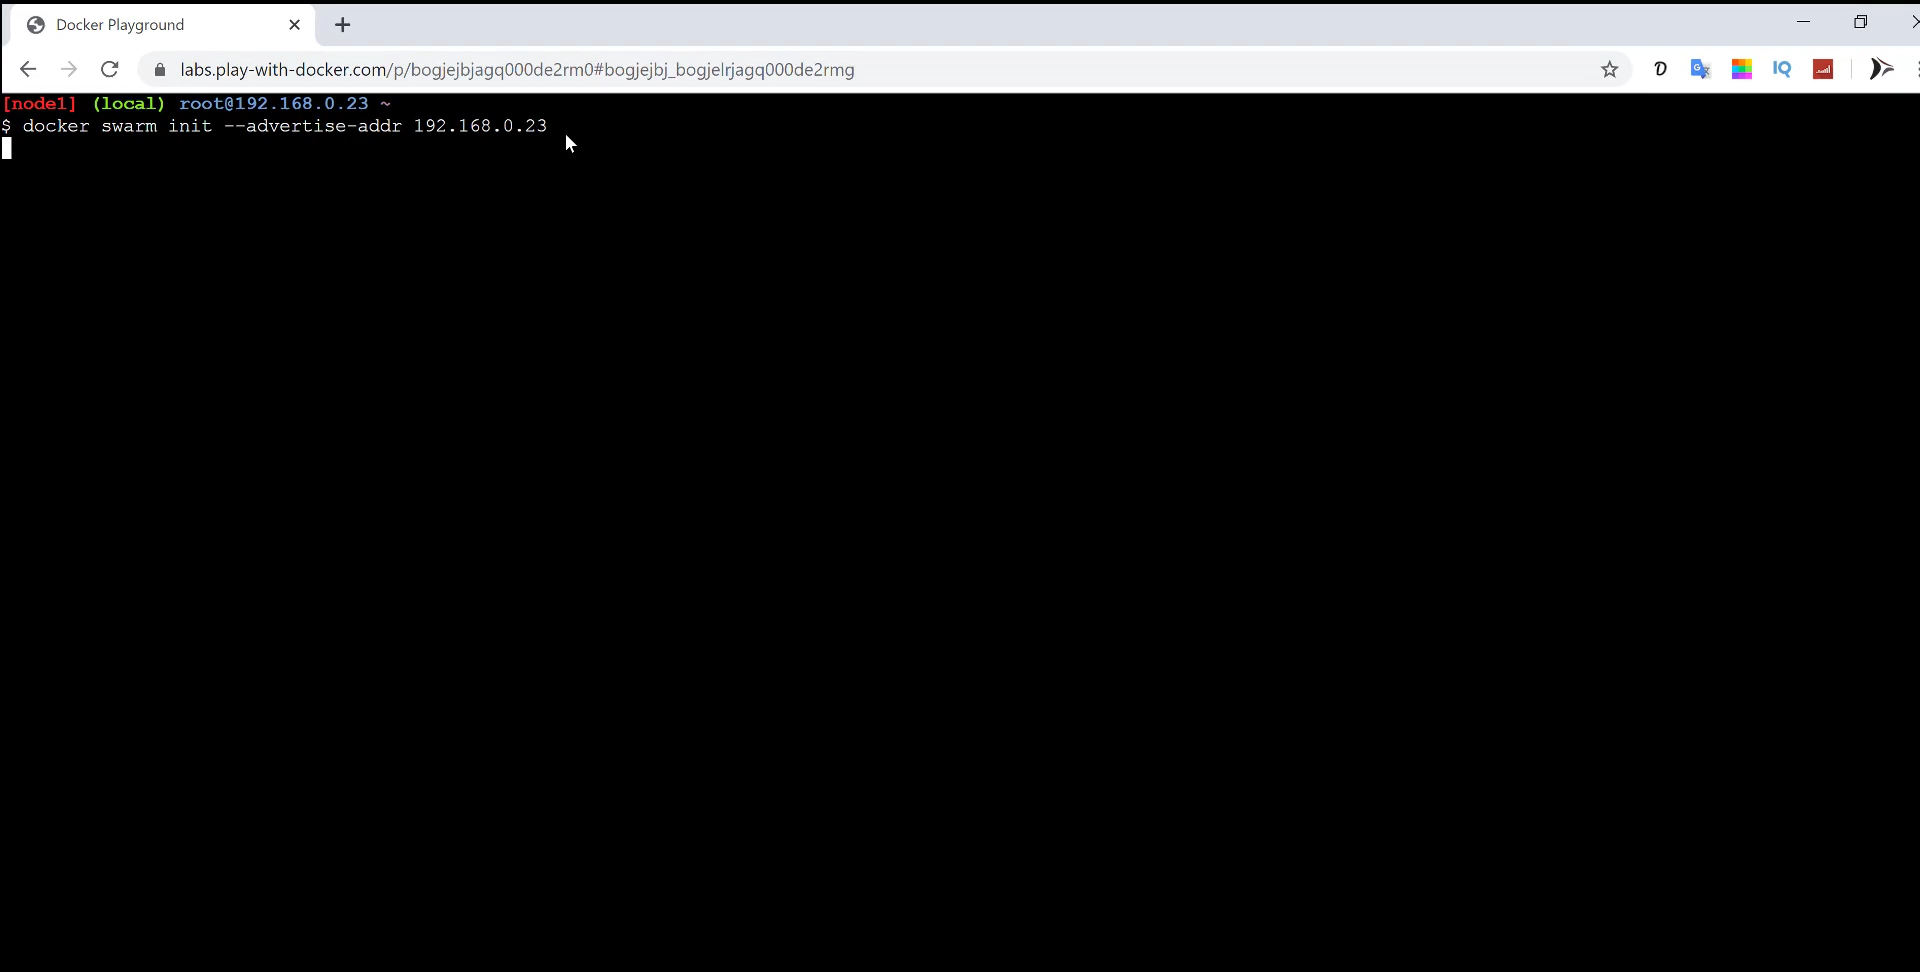 Docker Playground
labs.play-with-docker.com/p/bogjejbjagq000de2rm0#bogjejbj_bogjelrjagq000de2rmg
[node1] (local) root@192.168.0.23 ~
$ docker swarm init --advertise-addr 192.168.0.23